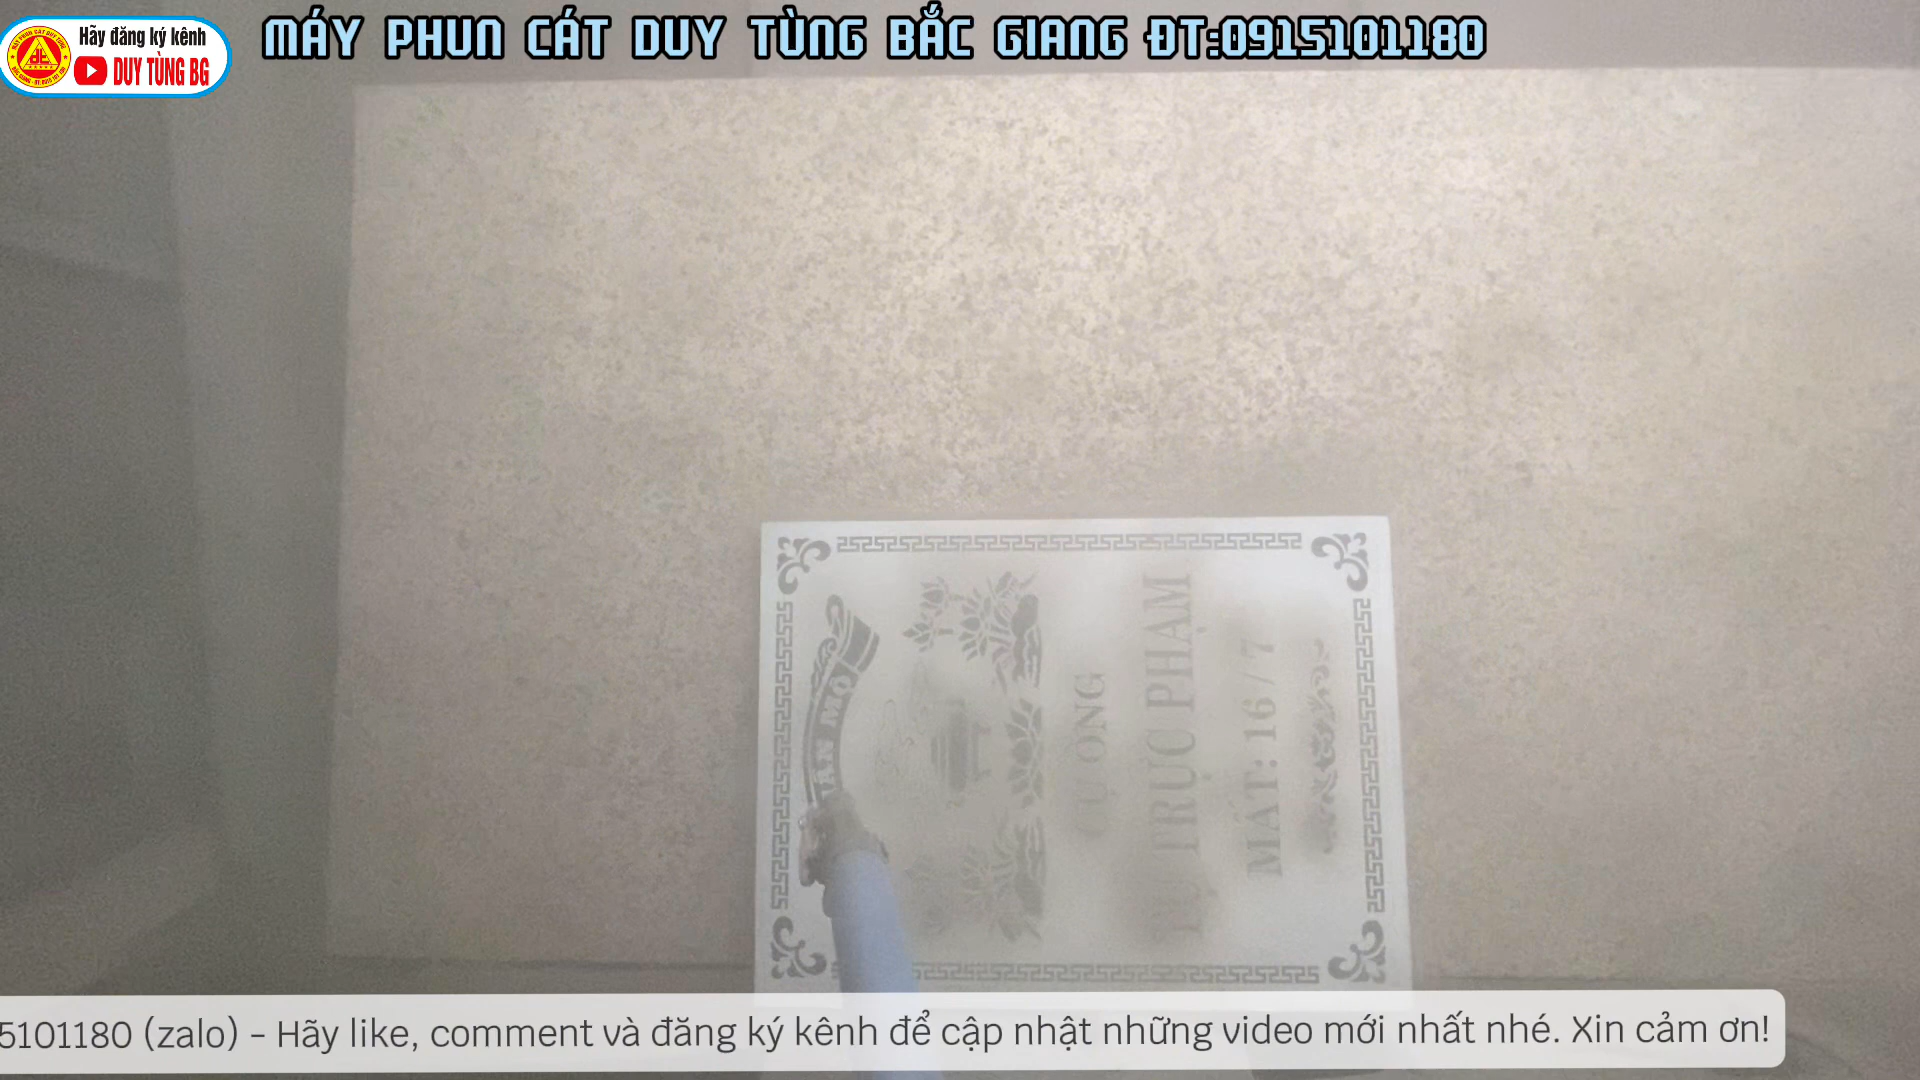 Hãy đăng ký kênh
DUY TÙNG BG
MÁY PHUN CÁT DUY TÙNG BẮC GIANG ĐT:0915101180
MỘ
CƯỜNG
TRỰC PHẠM
MẤT: 16 / 7
5101180 (zalo) - Hãy like, comment và đăng ký kênh để cập nhật những video mới nhất nhé. Xin cảm ơn!